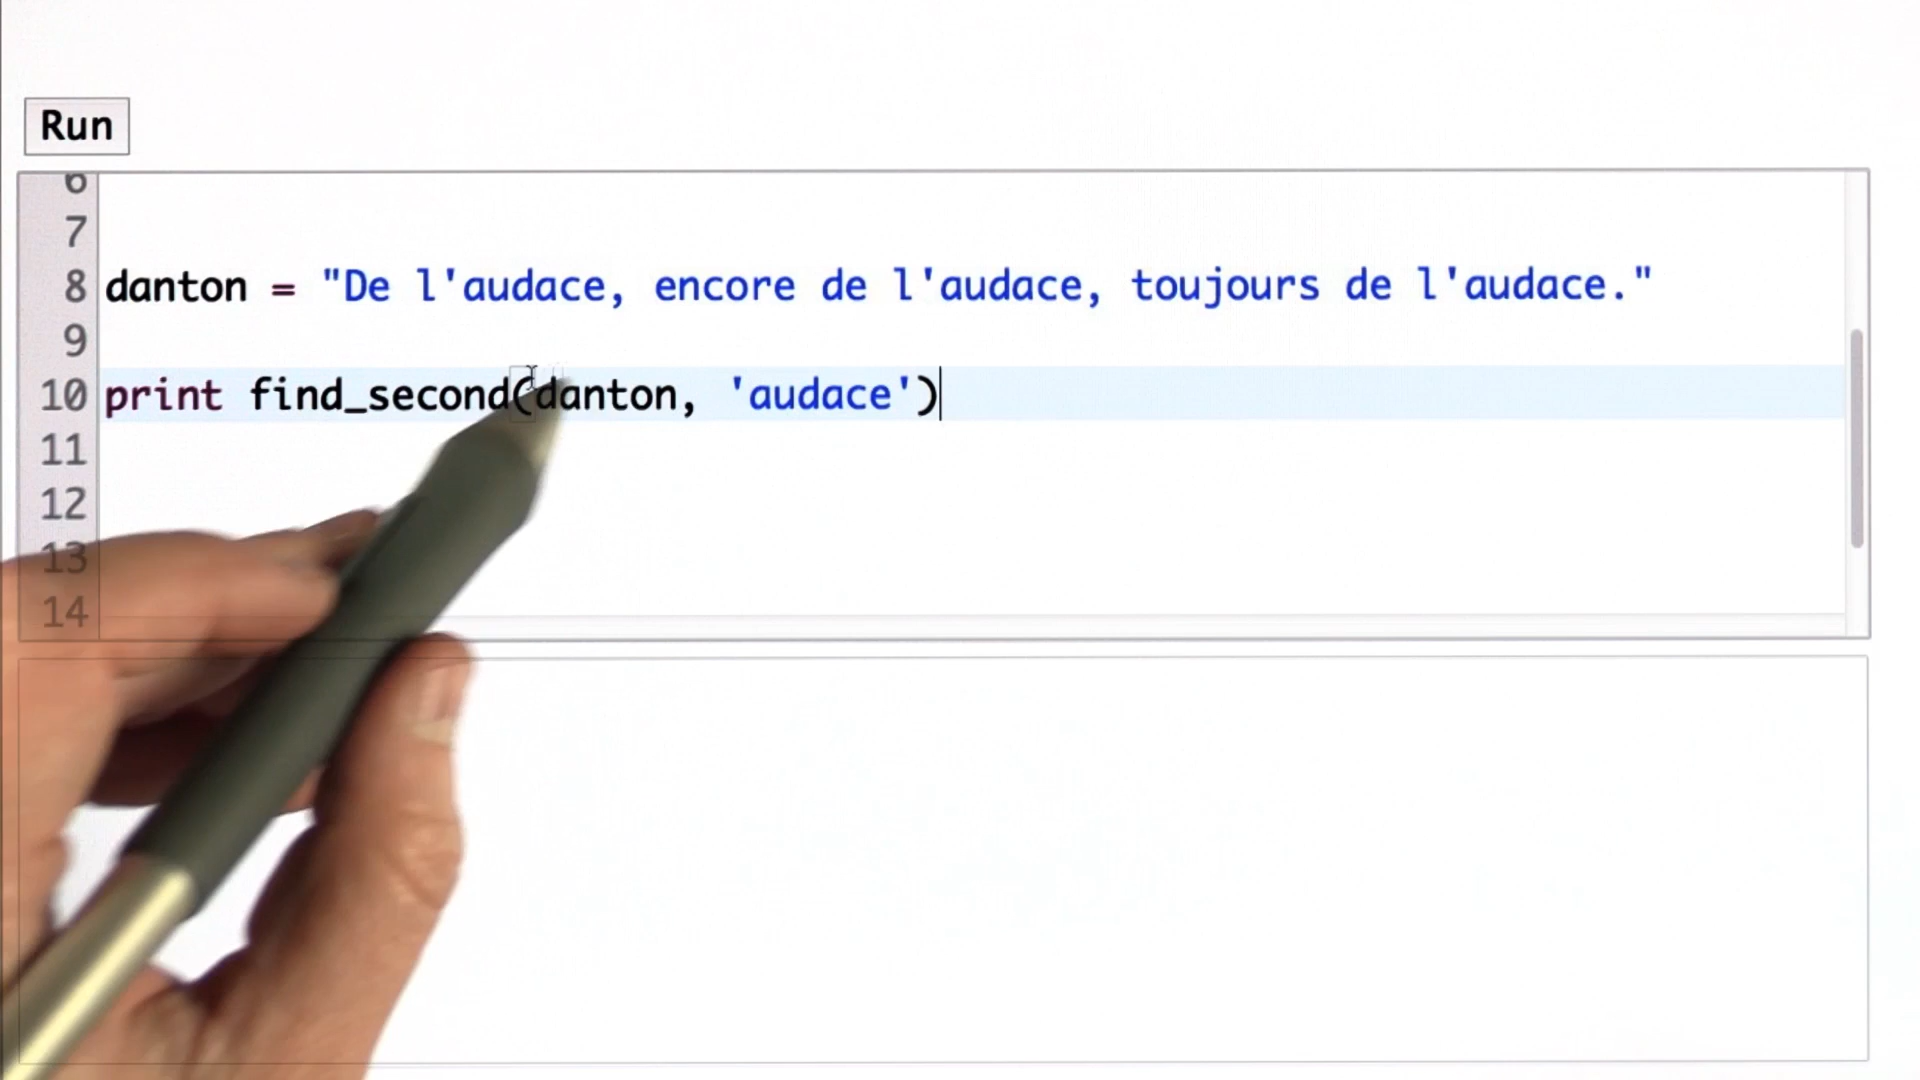 Run
6
7
8 danton = "De l'audace, encore de l'audace, toujours de l'audace."
9
10 print find_second(danton, 'audace')
11
12
13
14